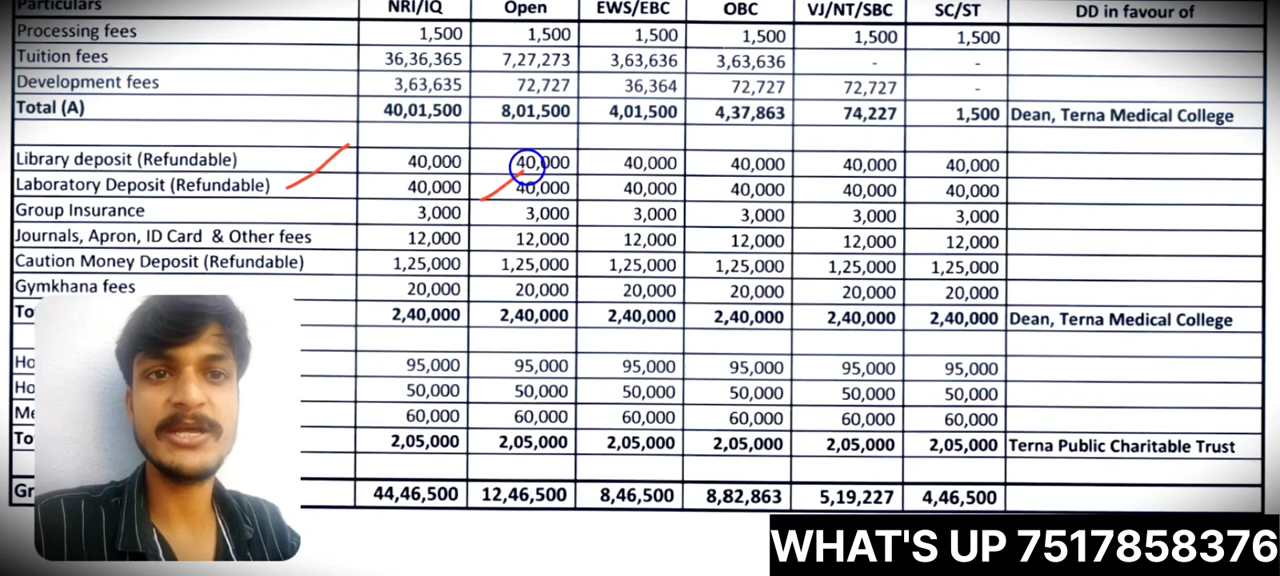 Particulars NRI/IQ Open EWS/EBC OBC VJ/NT/SBC SC/ST DD in favour of
Processing fees 1,500 1,500 1,500 1,500 1,500 1,500
Tuition fees 36,36,365 7,27,273 3,63,636 3,63,636 - -
Development fees 3,63,635 72,727 36,364 72,727 72,727 -
Total (A) 40,01,500 8,01,500 4,01,500 4,37,863 74,227 1,500 Dean, Terna Medical College
Library deposit (Refundable) 40,000 40,000 40,000 40,000 40,000 40,000
Laboratory Deposit (Refundable) 40,000 40,000 40,000 40,000 40,000 40,000
Group Insurance 3,000 3,000 3,000 3,000 3,000 3,000
Journals, Apron, ID Card & Other fees 12,000 12,000 12,000 12,000 12,000 12,000
Caution Money Deposit (Refundable) 1,25,000 1,25,000 1,25,000 1,25,000 1,25,000 1,25,000
Gymkhana fees 20,000 20,000 20,000 20,000 20,000 20,000
To 2,40,000 2,40,000 2,40,000 2,40,000 2,40,000 2,40,000 Dean, Terna Medical College
Ho 95,000 95,000 95,000 95,000 95,000 95,000
Ho 50,000 50,000 50,000 50,000 50,000 50,000
Me 60,000 60,000 60,000 60,000 60,000 60,000
To 2,05,000 2,05,000 2,05,000 2,05,000 2,05,000 2,05,000 Terna Public Charitable Trust
Gr 44,46,500 12,46,500 8,46,500 8,82,863 5,19,227 4,46,500
WHAT'S UP 7517858376